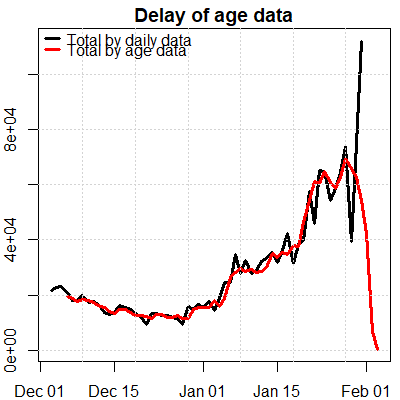 Delay of age data
Total by daily data
Total by age data
8e+04
4e+04
0e+00
Dec 01 Dec 15 Jan 01 Jan 15 Feb 01